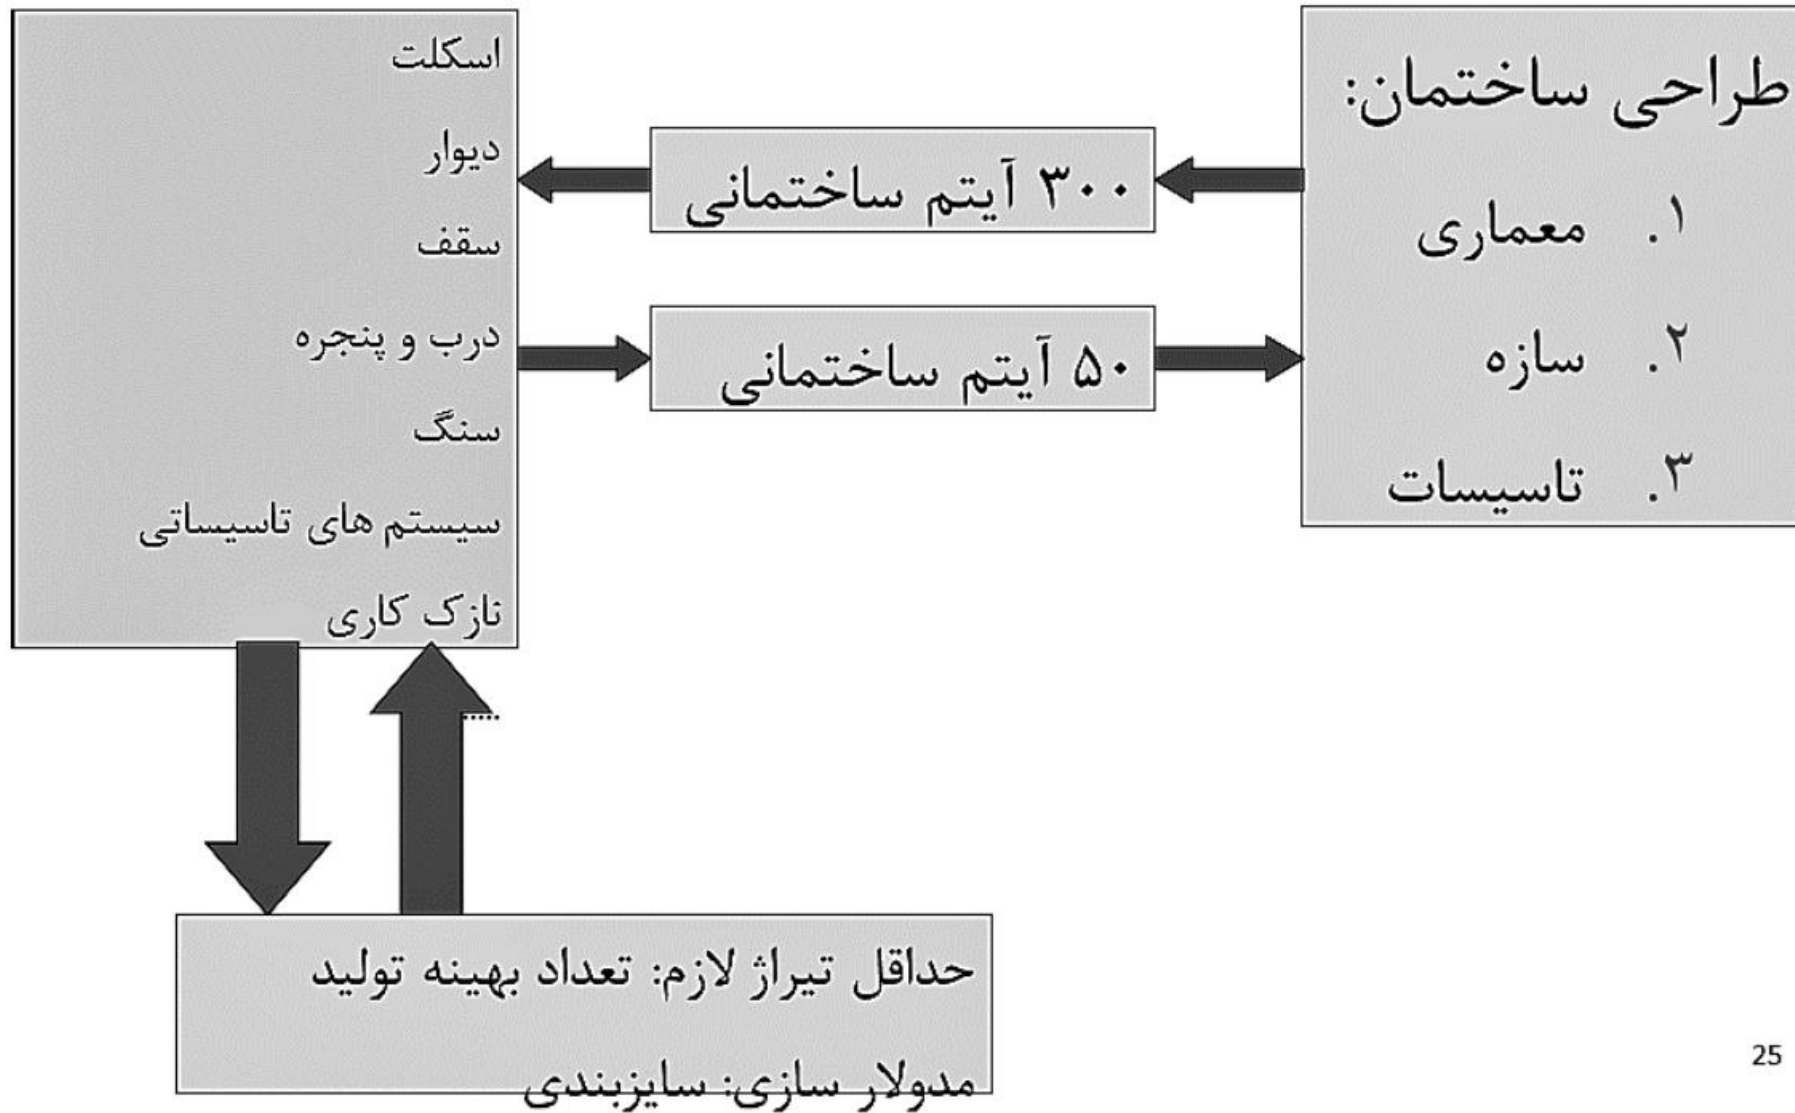 طراحی ساختمان:
۱. معماری
۲. سازه
۳. تاسیسات
۳۰۰ آیتم ساختمانی
۵۰ آیتم ساختمانی
اسکلت
دیوار
سقف
درب و پنجره
سنگ
سیستم های تاسیساتی
نازک کاری
.....
حداقل تیراژ لازم: تعداد بهینه تولید
مدولار سازی: سایزبندی
25